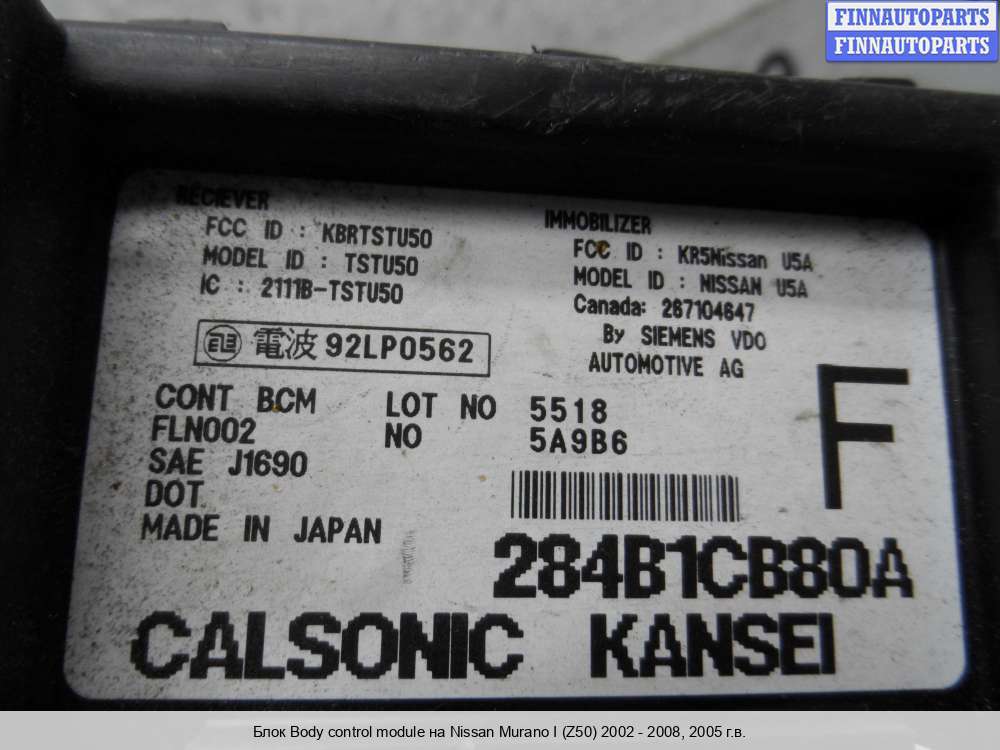 FINNAUTOPARTS
FINNAUTOPARTS
RECIEVER
FCC ID : KBRTSTU50
MODEL ID : TSTU50
IC : 2111B-TSTU50
電波 92LP0562
IMMOBILIZER
FCC ID : KR5Nissan U5A
MODEL ID : NISSAN U5A
Canada: 267104647
By SIEMENS VDO
AUTOMOTIVE AG
F
CONT BCM
FLN002
SAE J1690
DOT
MADE IN JAPAN
LOT NO 5518
NO 5A9B6
284B1CB80A
CALSONIC KANSEI
Блок Body control module на Nissan Murano I (Z50) 2002 - 2008, 2005 г.в.